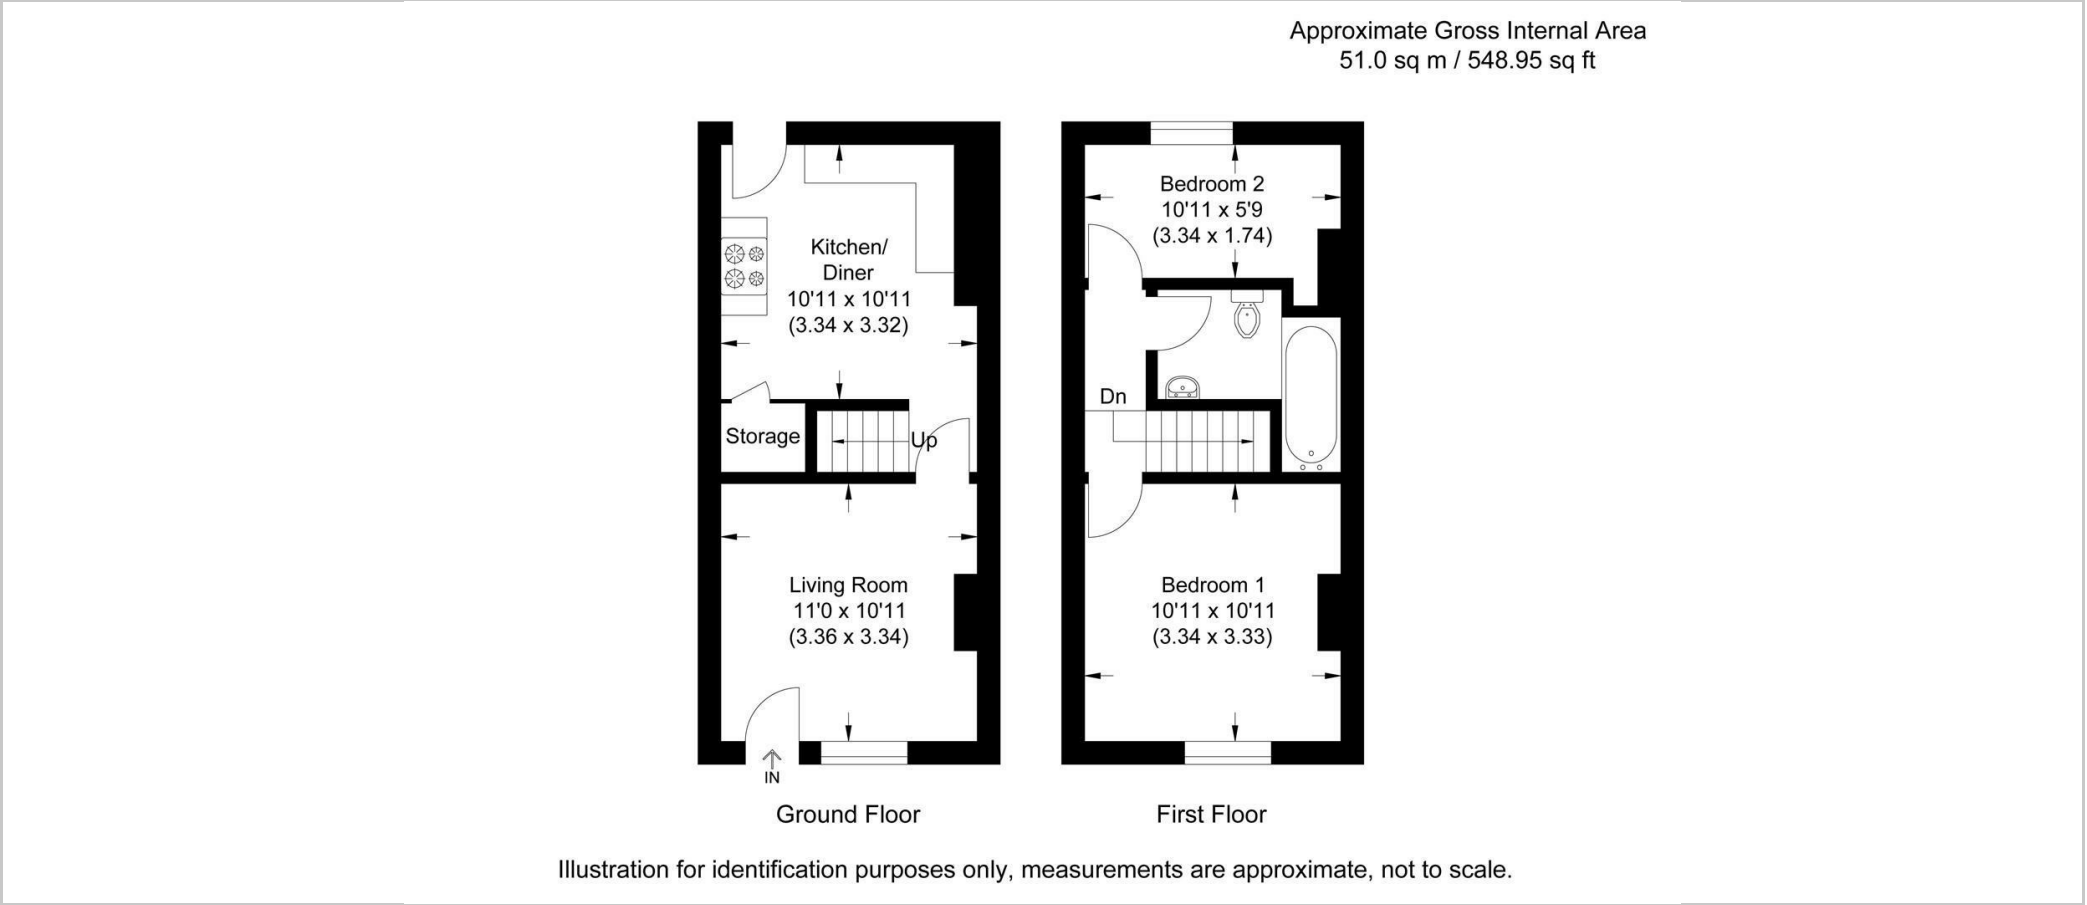 Approximate Gross Internal Area
51.0 sq m / 548.95 sq ft
Kitchen/
Diner
10'11 x 10'11
(3.34 x 3.32)
Storage
Up
Living Room
11'0 x 10'11
(3.36 x 3.34)
IN
Ground Floor
Bedroom 2
10'11 x 5'9
(3.34 x 1.74)
Dn
Bedroom 1
10'11 x 10'11
(3.34 x 3.33)
First Floor
Illustration for identification purposes only, measurements are approximate, not to scale.